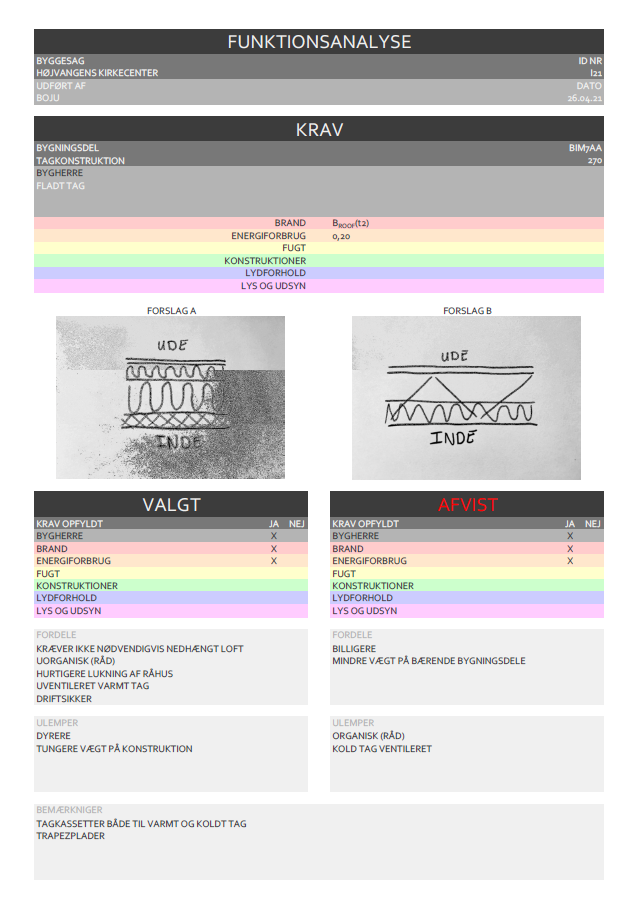 FUNKTIONSANALYSE
BYGGESAG ID NR
HØJVANGENS KIRKECENTER I21
UDFØRT AF DATO
BOJU 26.04.21
KRAV
BYGNINGSDEL BIM7AA
TAGKONSTRUKTION 270
BYGHERRE
FLADT TAG
BRAND BROOF(t2)
ENERGIFORBRUG 0,20
FUGT
KONSTRUKTIONER
LYDFORHOLD
LYS OG UDSYN
FORSLAG A
UDE
INDE
FORSLAG B
UDE
INDE
VALGT
KRAV OPFYLDT JA NEJ
BYGHERRE X
BRAND X
ENERGIFORBRUG X
FUGT
KONSTRUKTIONER
LYDFORHOLD
LYS OG UDSYN
FORDELE
KRÆVER IKKE NØDVENDIGVIS NEDHÆNGT LOFT
UORGANISK (RÅD)
HURTIGERE LUKNING AF RÅHUS
UVENTILERET VARMT TAG
DRIFTSIKKER
ULEMPER
DYRERE
TUNGERE VÆGT PÅ KONSTRUKTION
AFVIST
KRAV OPFYLDT JA NEJ
BYGHERRE X
BRAND X
ENERGIFORBRUG X
FUGT
KONSTRUKTIONER
LYDFORHOLD
LYS OG UDSYN
FORDELE
BILLIGERE
MINDRE VÆGT PÅ BÆRENDE BYGNINGSDELE
ULEMPER
ORGANISK (RÅD)
KOLD TAG VENTILERET
BEMÆRKNIGER
TAGKASSETTER BÅDE TIL VARMT OG KOLDT TAG
TRAPEZPLADER